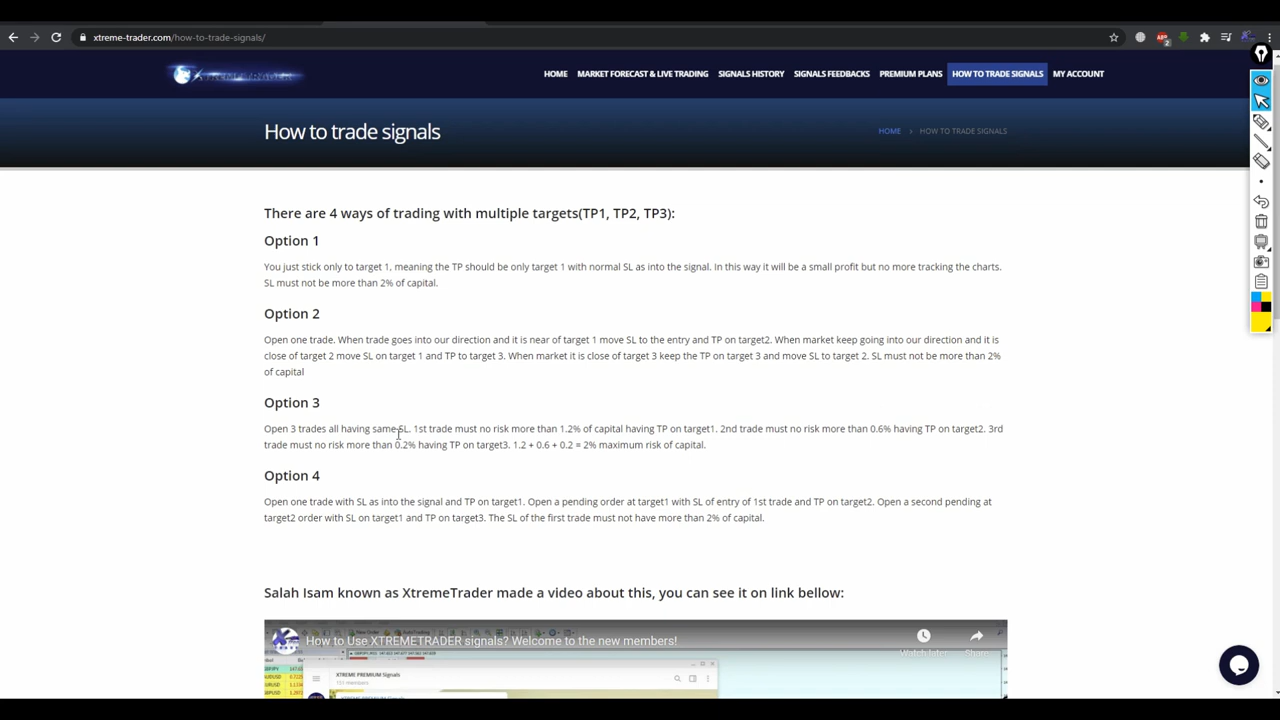 xtreme-trader.com/how-to-trade-signals/
2
XTREMETRADER
HOME
MARKET FORECAST & LIVE TRADING
SIGNALS HISTORY
SIGNALS FEEDBACKS
PREMIUM PLANS
HOW TO TRADE SIGNALS
MY ACCOUNT
How to trade signals
HOME › HOW TO TRADE SIGNALS
There are 4 ways of trading with multiple targets(TP1, TP2, TP3):
Option 1
You just stick only to target 1, meaning the TP should be only target 1 with normal SL as into the signal. In this way it will be a small profit but no more tracking the charts.
SL must not be more than 2% of capital.
Option 2
Open one trade. When trade goes into our direction and it is near of target 1 move SL to the entry and TP on target2. When market keep going into our direction and it is
close of target 2 move SL on target 1 and TP to target 3. When market it is close of target 3 keep the TP on target 3 and move SL to target 2. SL must not be more than 2%
of capital
Option 3
Open 3 trades all having same SL. 1st trade must no risk more than 1.2% of capital having TP on target1. 2nd trade must no risk more than 0.6% having TP on target2. 3rd
trade must no risk more than 0.2% having TP on target3. 1.2 + 0.6 + 0.2 = 2% maximum risk of capital.
Option 4
Open one trade with SL as into the signal and TP on target1. Open a pending order at target1 with SL of entry of 1st trade and TP on target2. Open a second pending at
target2 order with SL on target1 and TP on target3. The SL of the first trade must not have more than 2% of capital.
Salah Isam known as XtremeTrader made a video about this, you can see it on link bellow:
How to Use XTREMETRADER signals? Welcome to the new members!
Watch later
Share
XTREME PREMIUM Signals
151 members